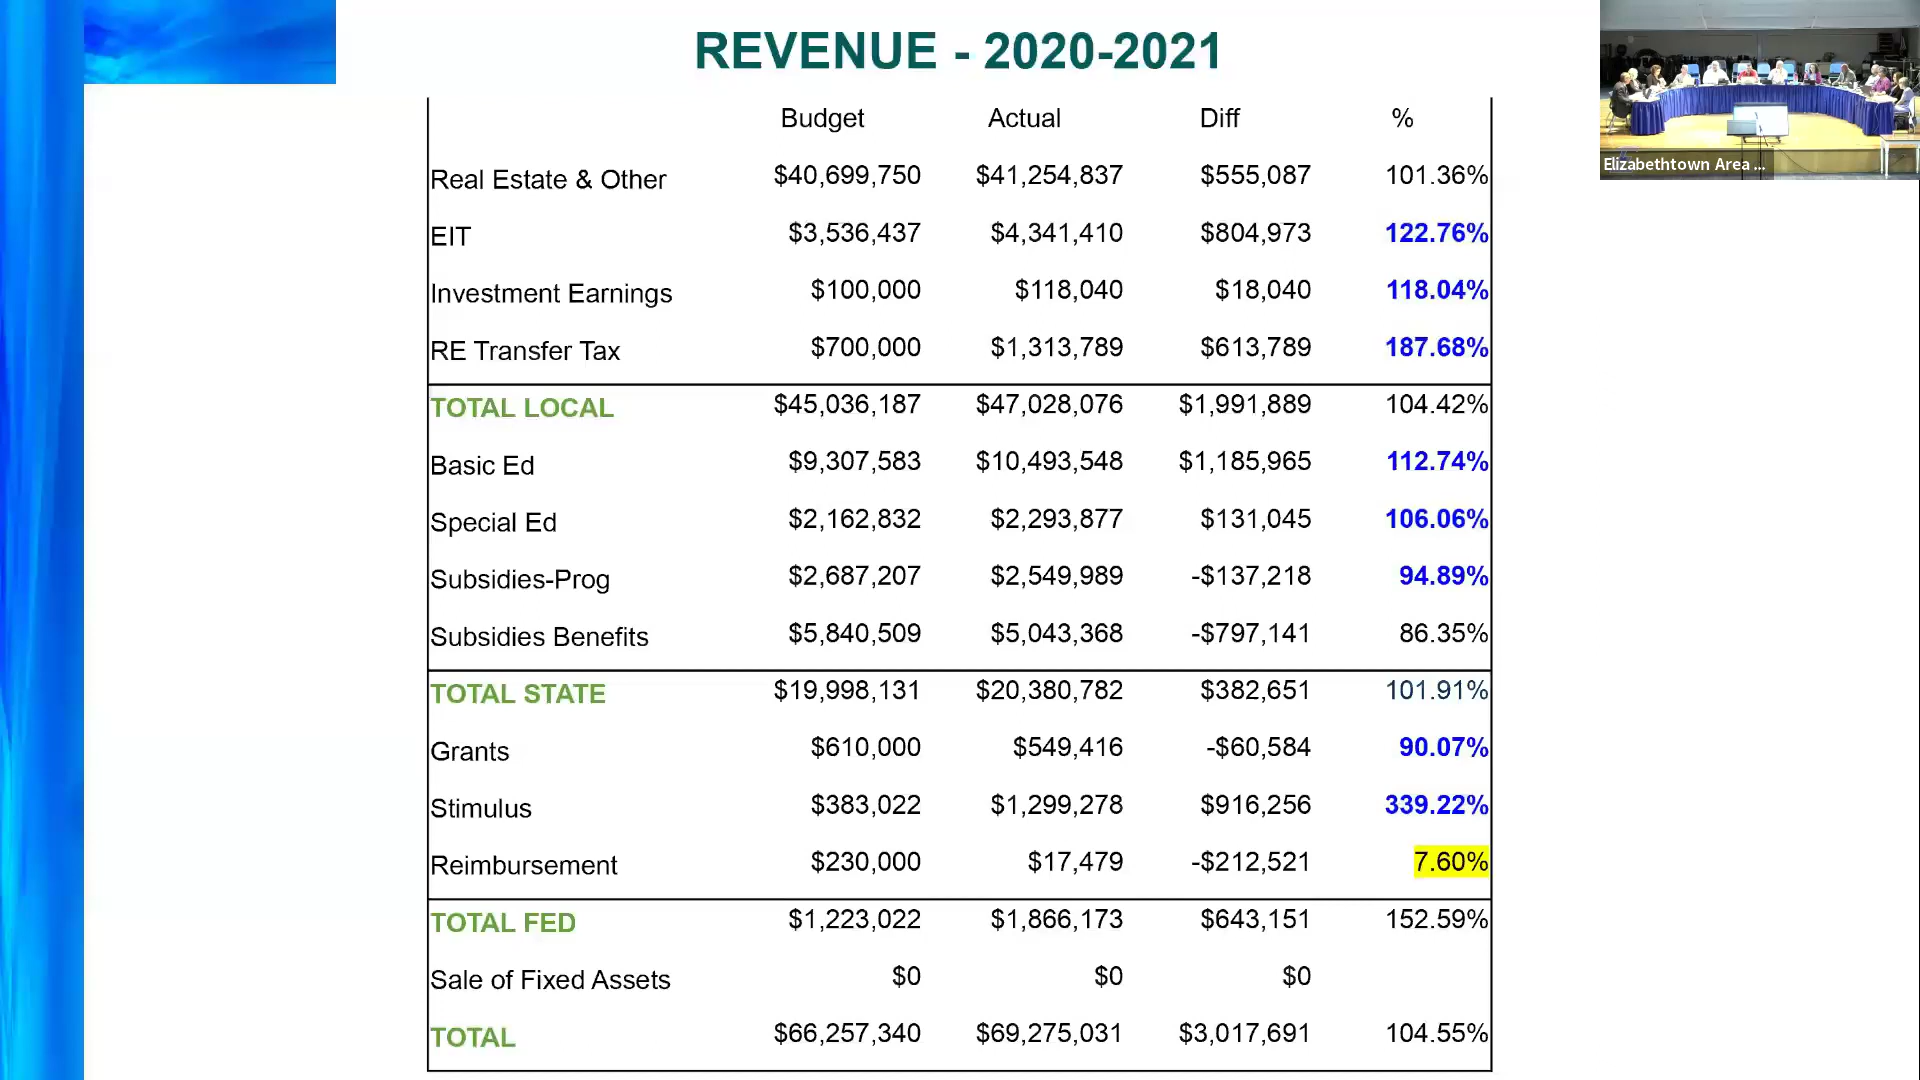 REVENUE - 2020-2021
Elizabethtown Area ...
Budget Actual Diff %
Real Estate & Other $40,699,750 $41,254,837 $555,087 101.36%
EIT $3,536,437 $4,341,410 $804,973 122.76%
Investment Earnings $100,000 $118,040 $18,040 118.04%
RE Transfer Tax $700,000 $1,313,789 $613,789 187.68%
TOTAL LOCAL $45,036,187 $47,028,076 $1,991,889 104.42%
Basic Ed $9,307,583 $10,493,548 $1,185,965 112.74%
Special Ed $2,162,832 $2,293,877 $131,045 106.06%
Subsidies-Prog $2,687,207 $2,549,989 -$137,218 94.89%
Subsidies Benefits $5,840,509 $5,043,368 -$797,141 86.35%
TOTAL STATE $19,998,131 $20,380,782 $382,651 101.91%
Grants $610,000 $549,416 -$60,584 90.07%
Stimulus $383,022 $1,299,278 $916,256 339.22%
Reimbursement $230,000 $17,479 -$212,521 7.60%
TOTAL FED $1,223,022 $1,866,173 $643,151 152.59%
Sale of Fixed Assets $0 $0 $0
TOTAL $66,257,340 $69,275,031 $3,017,691 104.55%